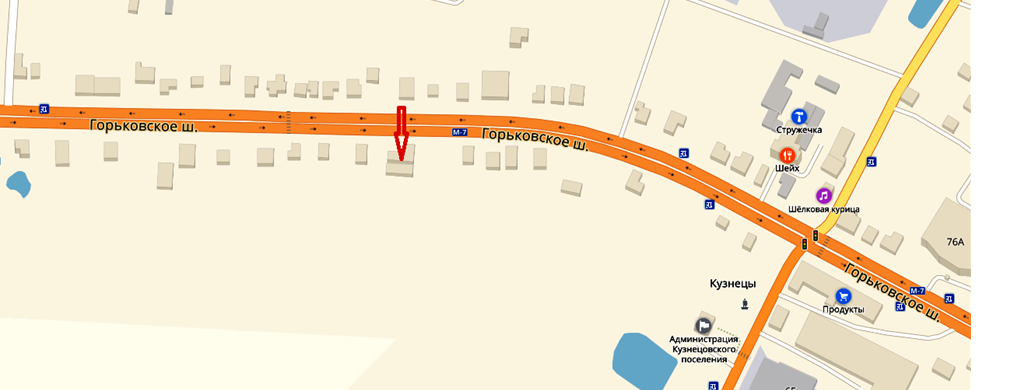 Горьковское ш.
М-7
Горьковское ш.
Стружечка
Шейх
Шёлковая курица
76А
Кузнецы
М-7
Горьковское ш.
Продукты
Администрация
Кузнецовского
поселения